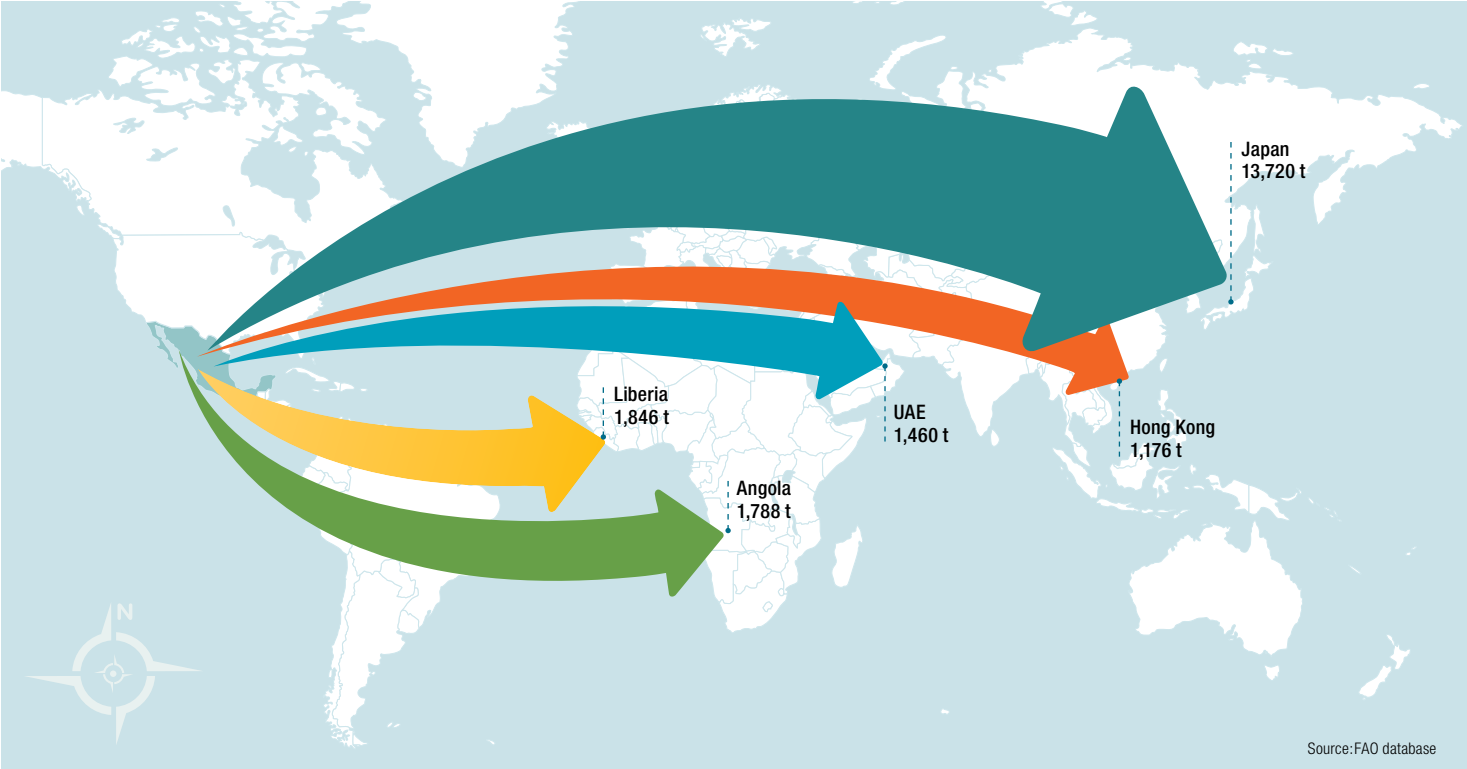 Japan
13,720 t
Liberia
1,846 t
UAE
1,460 t
Hong Kong
1,176 t
Angola
1,788 t
N
Source: FAO database